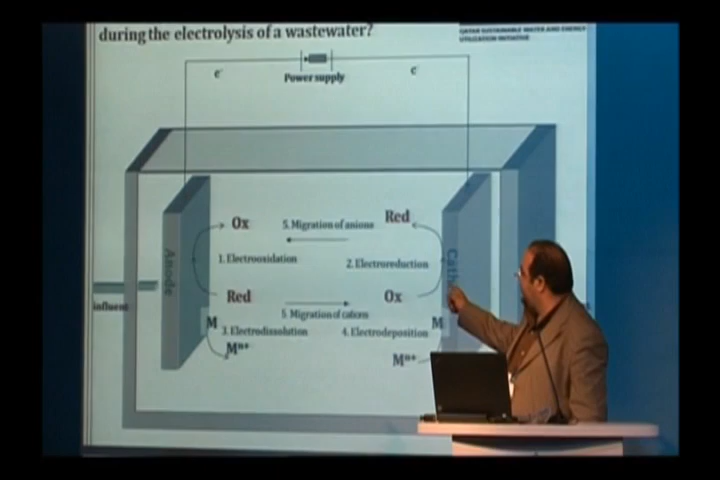 during the electrolysis of a wastewater?
QATAR SUSTAINABLE WATER AND ENERGY
UTILIZATION INITIATIVE
e⁻
e⁻
Power supply
Ox
5. Migration of anions
Red
Anode
1. Electrooxidation
2. Electroreduction
influent
Red
Ox
5. Migration of cations
M
3. Electrodissolution
4. Electrodeposition
M
Mⁿ⁺
Mⁿ⁺